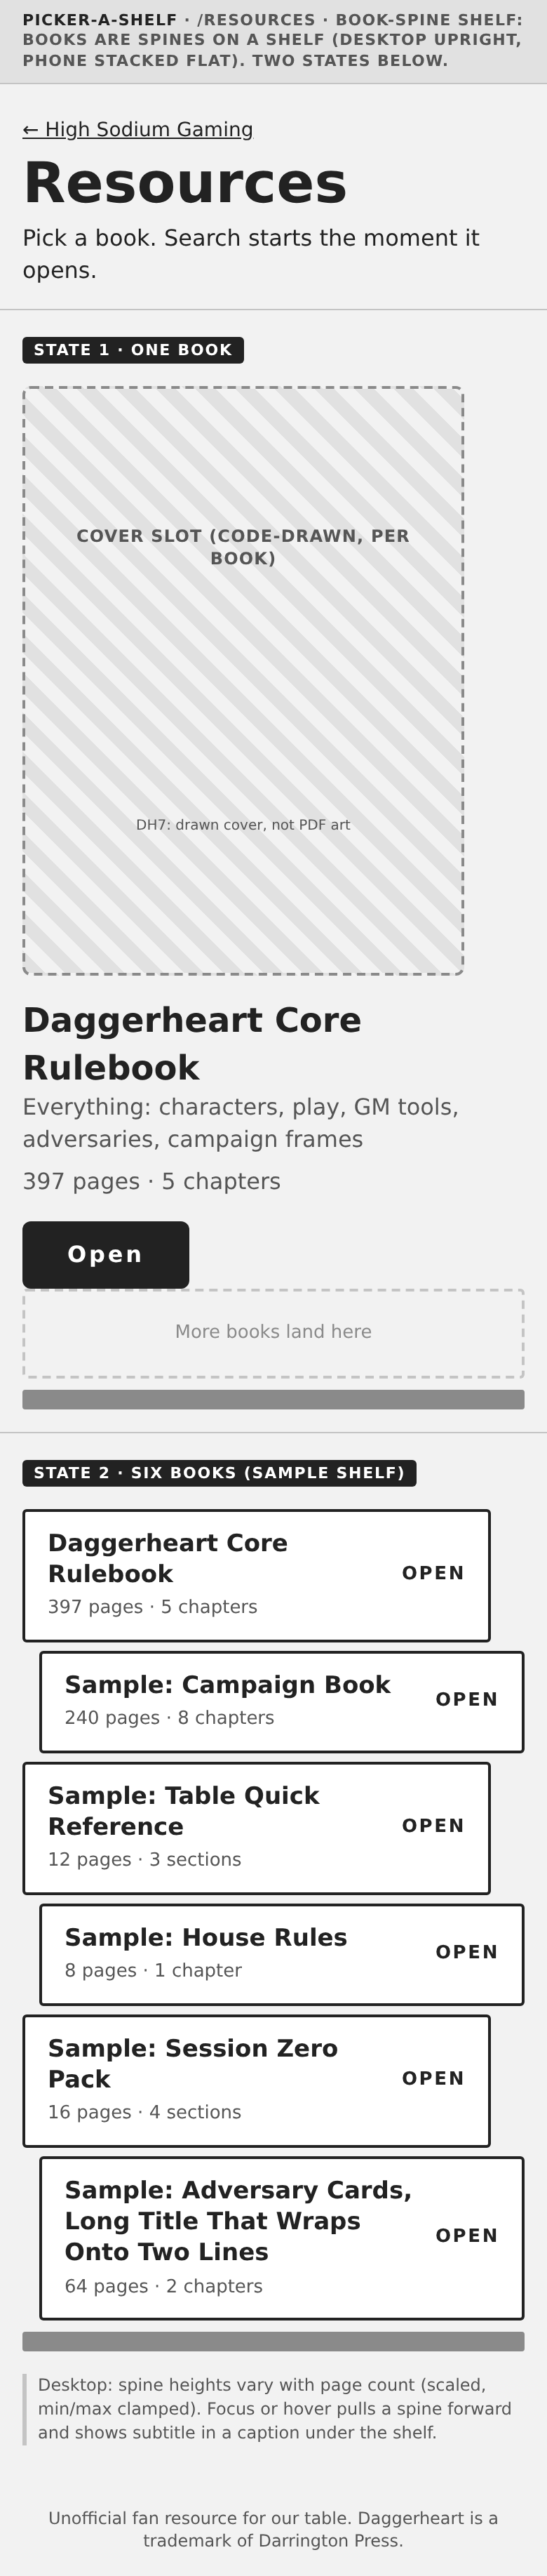 PICKER-A-SHELF · /RESOURCES · BOOK-SPINE SHELF:
BOOKS ARE SPINES ON A SHELF (DESKTOP UPRIGHT,
PHONE STACKED FLAT). TWO STATES BELOW.
← High Sodium Gaming
Resources
Pick a book. Search starts the moment it
opens.
STATE 1 · ONE BOOK
COVER SLOT (CODE-DRAWN, PER
BOOK)
DH7: drawn cover, not PDF art
Daggerheart Core
Rulebook
Everything: characters, play, GM tools,
adversaries, campaign frames
397 pages · 5 chapters
Open
More books land here
STATE 2 · SIX BOOKS (SAMPLE SHELF)
Daggerheart Core
Rulebook
397 pages · 5 chapters
OPEN
Sample: Campaign Book
240 pages · 8 chapters
OPEN
Sample: Table Quick
Reference
12 pages · 3 sections
OPEN
Sample: House Rules
8 pages · 1 chapter
OPEN
Sample: Session Zero
Pack
16 pages · 4 sections
OPEN
Sample: Adversary Cards,
Long Title That Wraps
Onto Two Lines
64 pages · 2 chapters
OPEN
Desktop: spine heights vary with page count (scaled,
min/max clamped). Focus or hover pulls a spine forward
and shows subtitle in a caption under the shelf.
Unofficial fan resource for our table. Daggerheart is a
trademark of Darrington Press.